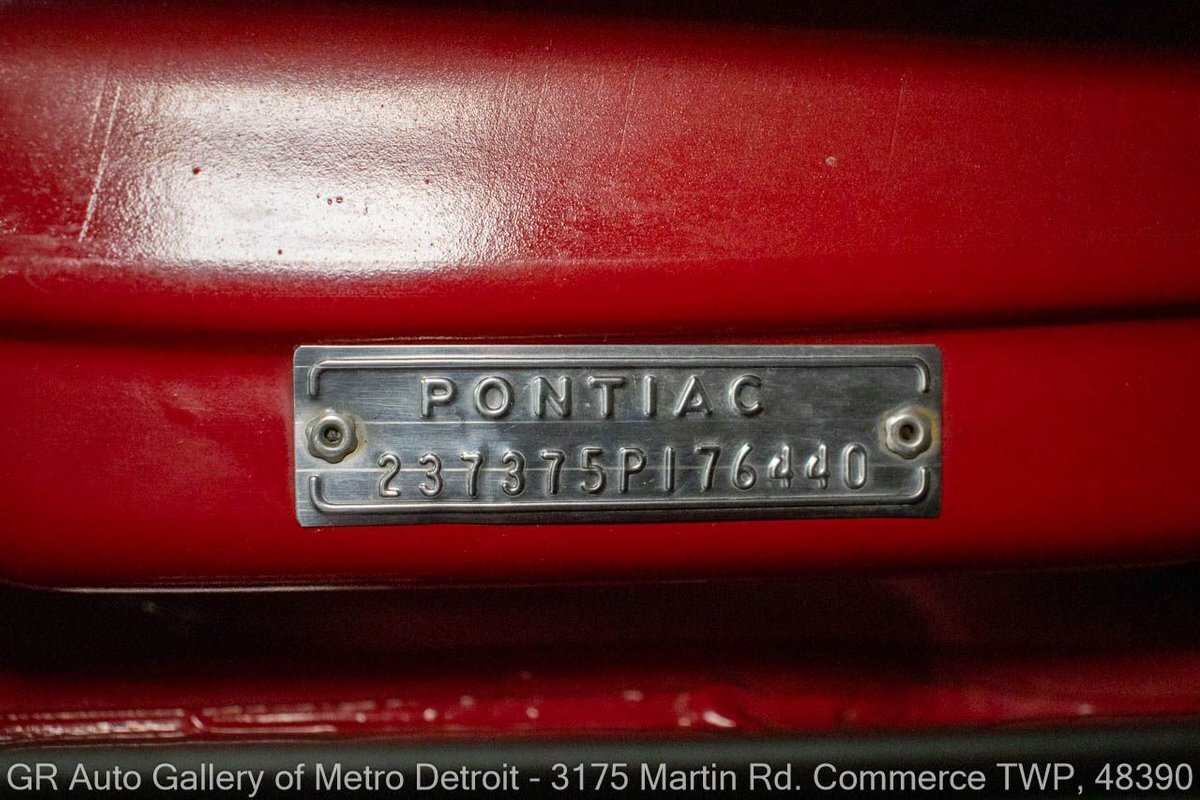 PONTIAC
237375P176440
GR Auto Gallery of Metro Detroit - 3175 Martin Rd. Commerce TWP, 48390